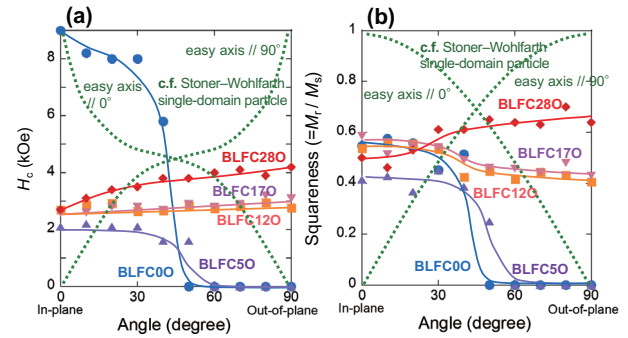 (a)
8
6
4
2
0
0
30
60
90
In-plane
Out-of-plane
Angle (degree)
Hc (kOe)
easy axis // 90°
c.f. Stoner–Wohlfarth
single-domain particle
easy axis
// 0°
BLFC28O
BLFC17O
BLFC12O
BLFC0O
BLFC5O
(b)
1
0.8
0.6
0.4
0.2
0
0
30
60
90
In-plane
Out-of-plane
Angle (degree)
Squareness (=Mr / Ms)
c.f. Stoner–Wohlfarth
single-domain particle
easy axis // 0°
easy axis // 90°
BLFC28O
BLFC17O
BLFC12O
BLFC0O
BLFC5O